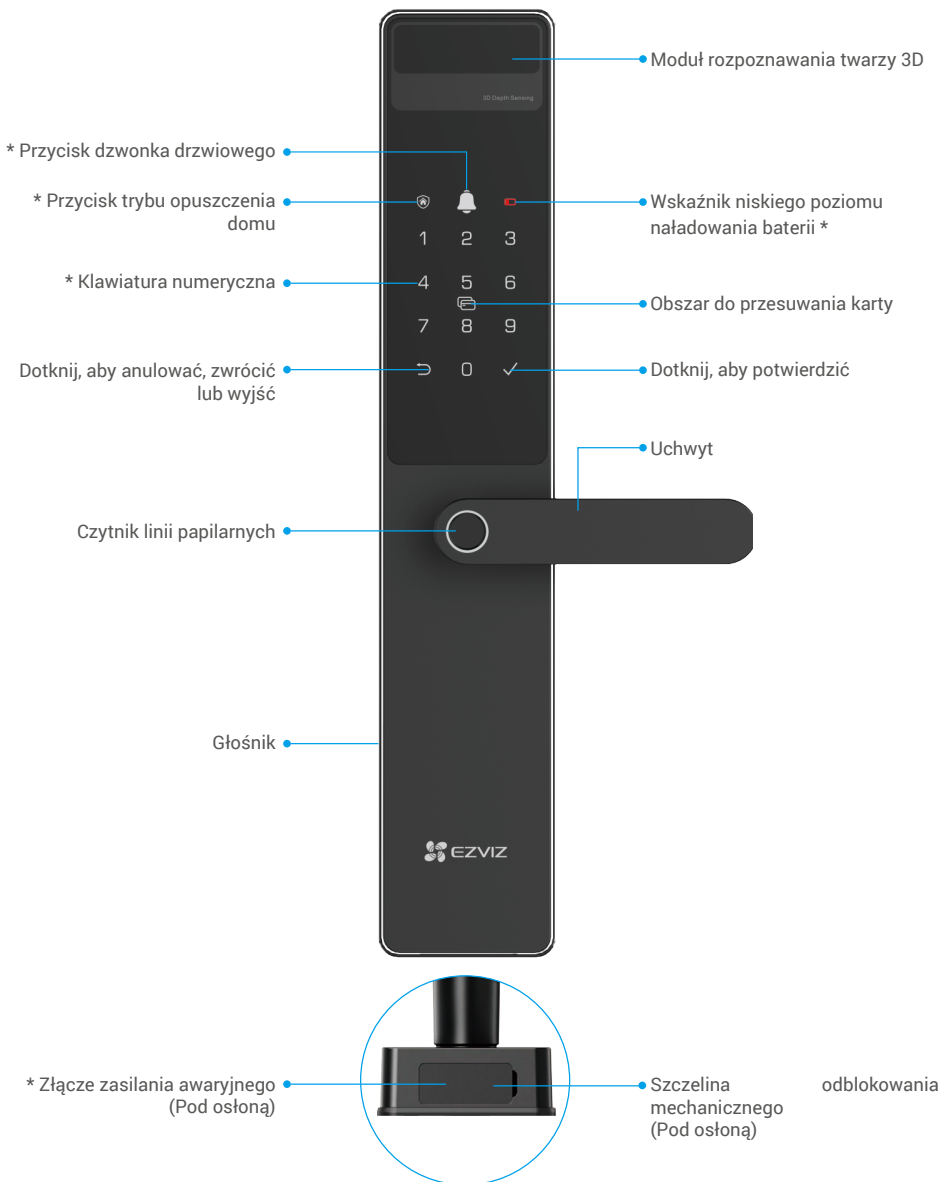 Moduł rozpoznawania twarzy 3D
3D Depth Sensing
* Przycisk dzwonka drzwiowego
* Przycisk trybu opuszczenia
domu
Wskaźnik niskiego poziomu
naładowania baterii *
1 2 3
* Klawiatura numeryczna
4 5 6
Obszar do przesuwania karty
7 8 9
Dotknij, aby anulować, zwrócić
lub wyjść
0
Dotknij, aby potwierdzić
Uchwyt
Czytnik linii papilarnych
Głośnik
EZVIZ
* Złącze zasilania awaryjnego
(Pod osłoną)
Szczelina odblokowania
mechanicznego
(Pod osłoną)